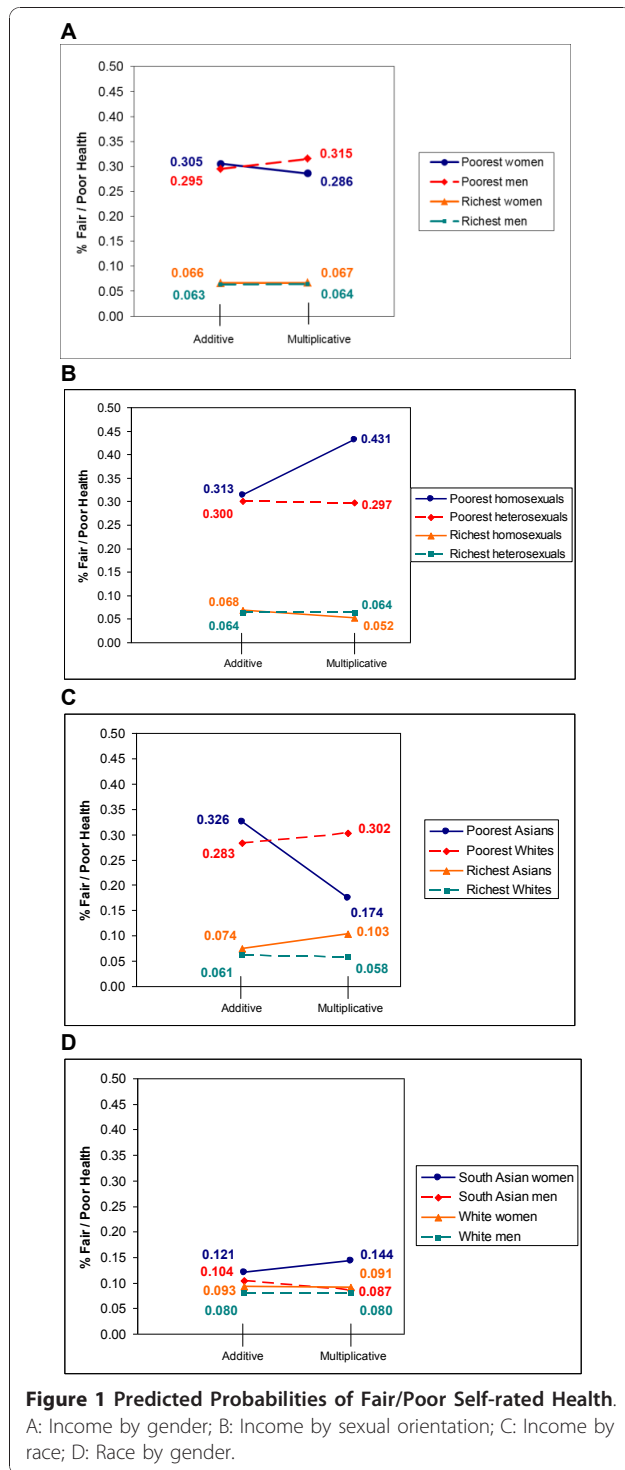 A
% Fair / Poor Health
0.50
0.45
0.40
0.35
0.30
0.25
0.20
0.15
0.10
0.05
0.00
0.305
0.295
0.315
0.286
0.066
0.063
0.067
0.064
Additive
Multiplicative
Poorest women
Poorest men
Richest women
Richest men
B
% Fair / Poor Health
0.50
0.45
0.40
0.35
0.30
0.25
0.20
0.15
0.10
0.05
0.00
0.313
0.300
0.431
0.297
0.068
0.064
0.064
0.052
Additive
Multiplicative
Poorest homosexuals
Poorest heterosexuals
Richest homosexuals
Richest heterosexuals
C
% Fair / Poor Health
0.50
0.45
0.40
0.35
0.30
0.25
0.20
0.15
0.10
0.05
0.00
0.326
0.283
0.302
0.174
0.074
0.061
0.103
0.058
Additive
Multiplicative
Poorest Asians
Poorest Whites
Richest Asians
Richest Whites
D
% Fair / Poor Health
0.50
0.45
0.40
0.35
0.30
0.25
0.20
0.15
0.10
0.05
0.00
0.121
0.104
0.093
0.080
0.144
0.091
0.087
0.080
Additive
Multiplicative
South Asian women
South Asian men
White women
White men
Figure 1 Predicted Probabilities of Fair/Poor Self-rated Health.
A: Income by gender; B: Income by sexual orientation; C: Income by
race; D: Race by gender.